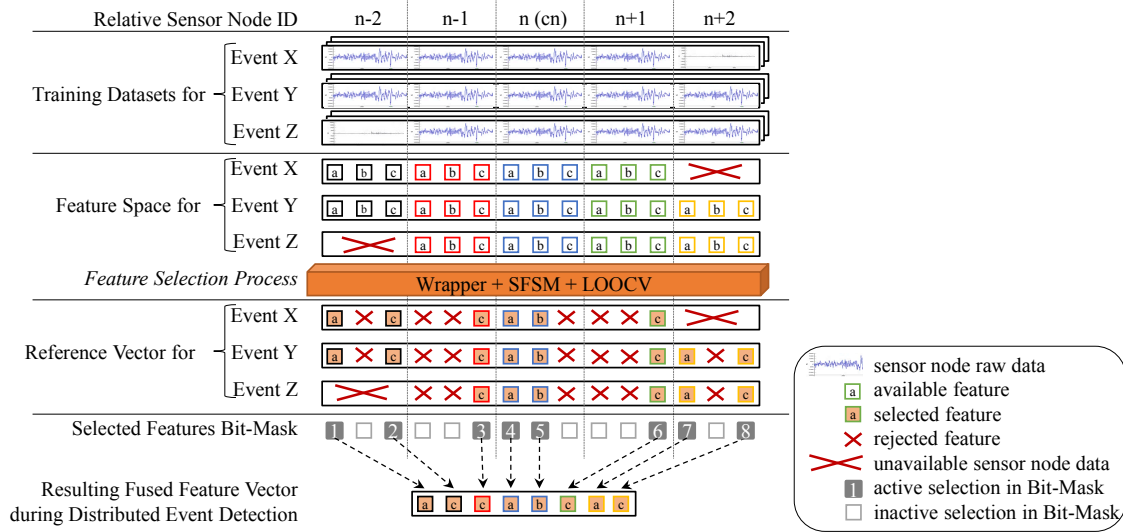 Relative Sensor Node ID n-2 n-1 n (cn) n+1 n+2
Event X
Training Datasets for Event Y
Event Z
Event X a b c a b c a b c a b c
Feature Space for Event Y a b c a b c a b c a b c a b c
Event Z a b c a b c a b c a b c
Feature Selection Process Wrapper + SFSM + LOOCV
Event X a c c a b c
Reference Vector for Event Y a c c a b c a c
Event Z c a b c a c
Selected Features Bit-Mask 1 2 3 4 5 6 7 8
Resulting Fused Feature Vector
during Distributed Event Detection a c c a b c a c
sensor node raw data
a available feature
a selected feature
rejected feature
unavailable sensor node data
1 active selection in Bit-Mask
inactive selection in Bit-Mask